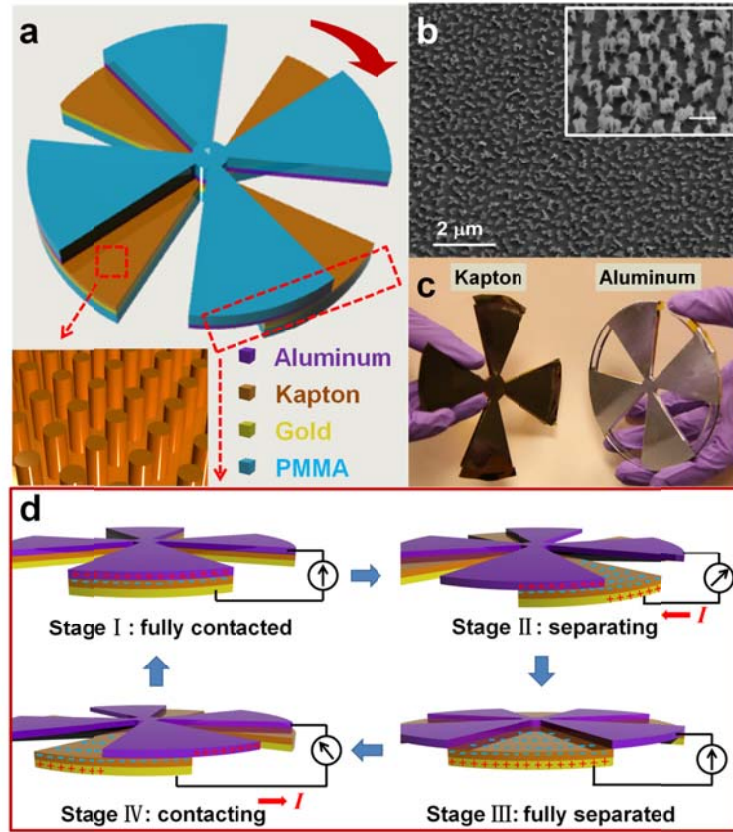 a
b
2 μm
Aluminum
Kapton
Gold
PMMA
c
Kapton Aluminum
d
Stage Ⅰ : fully contacted
Stage Ⅱ : separating
I
Stage Ⅳ: contacting
I
Stage Ⅲ: fully separated